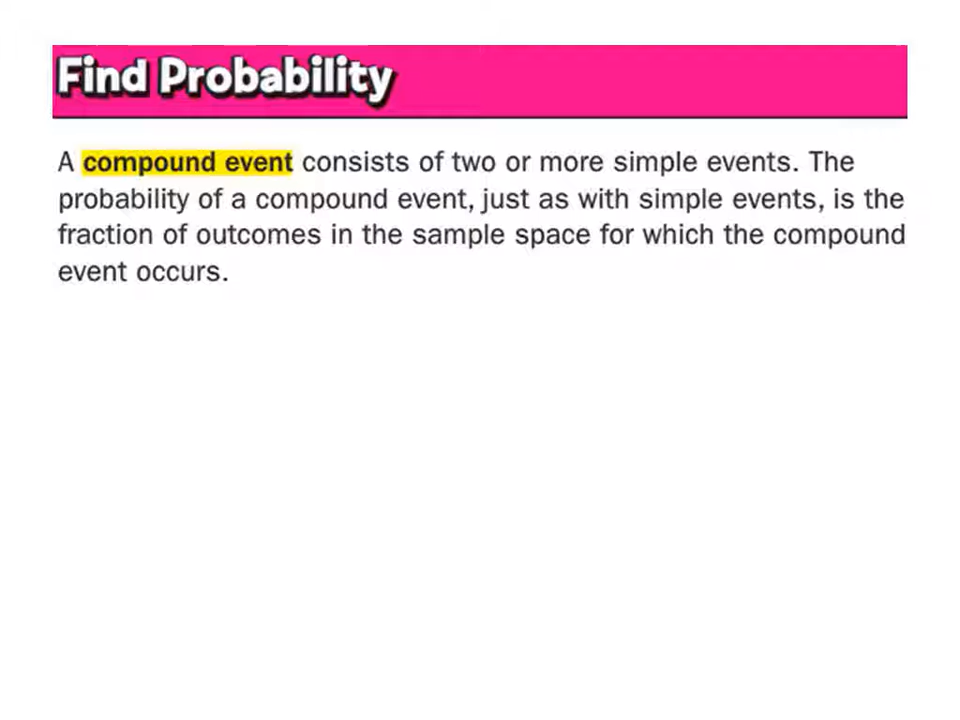 Find Probability
A compound event consists of two or more simple events. The
probability of a compound event, just as with simple events, is the
fraction of outcomes in the sample space for which the compound
event occurs.